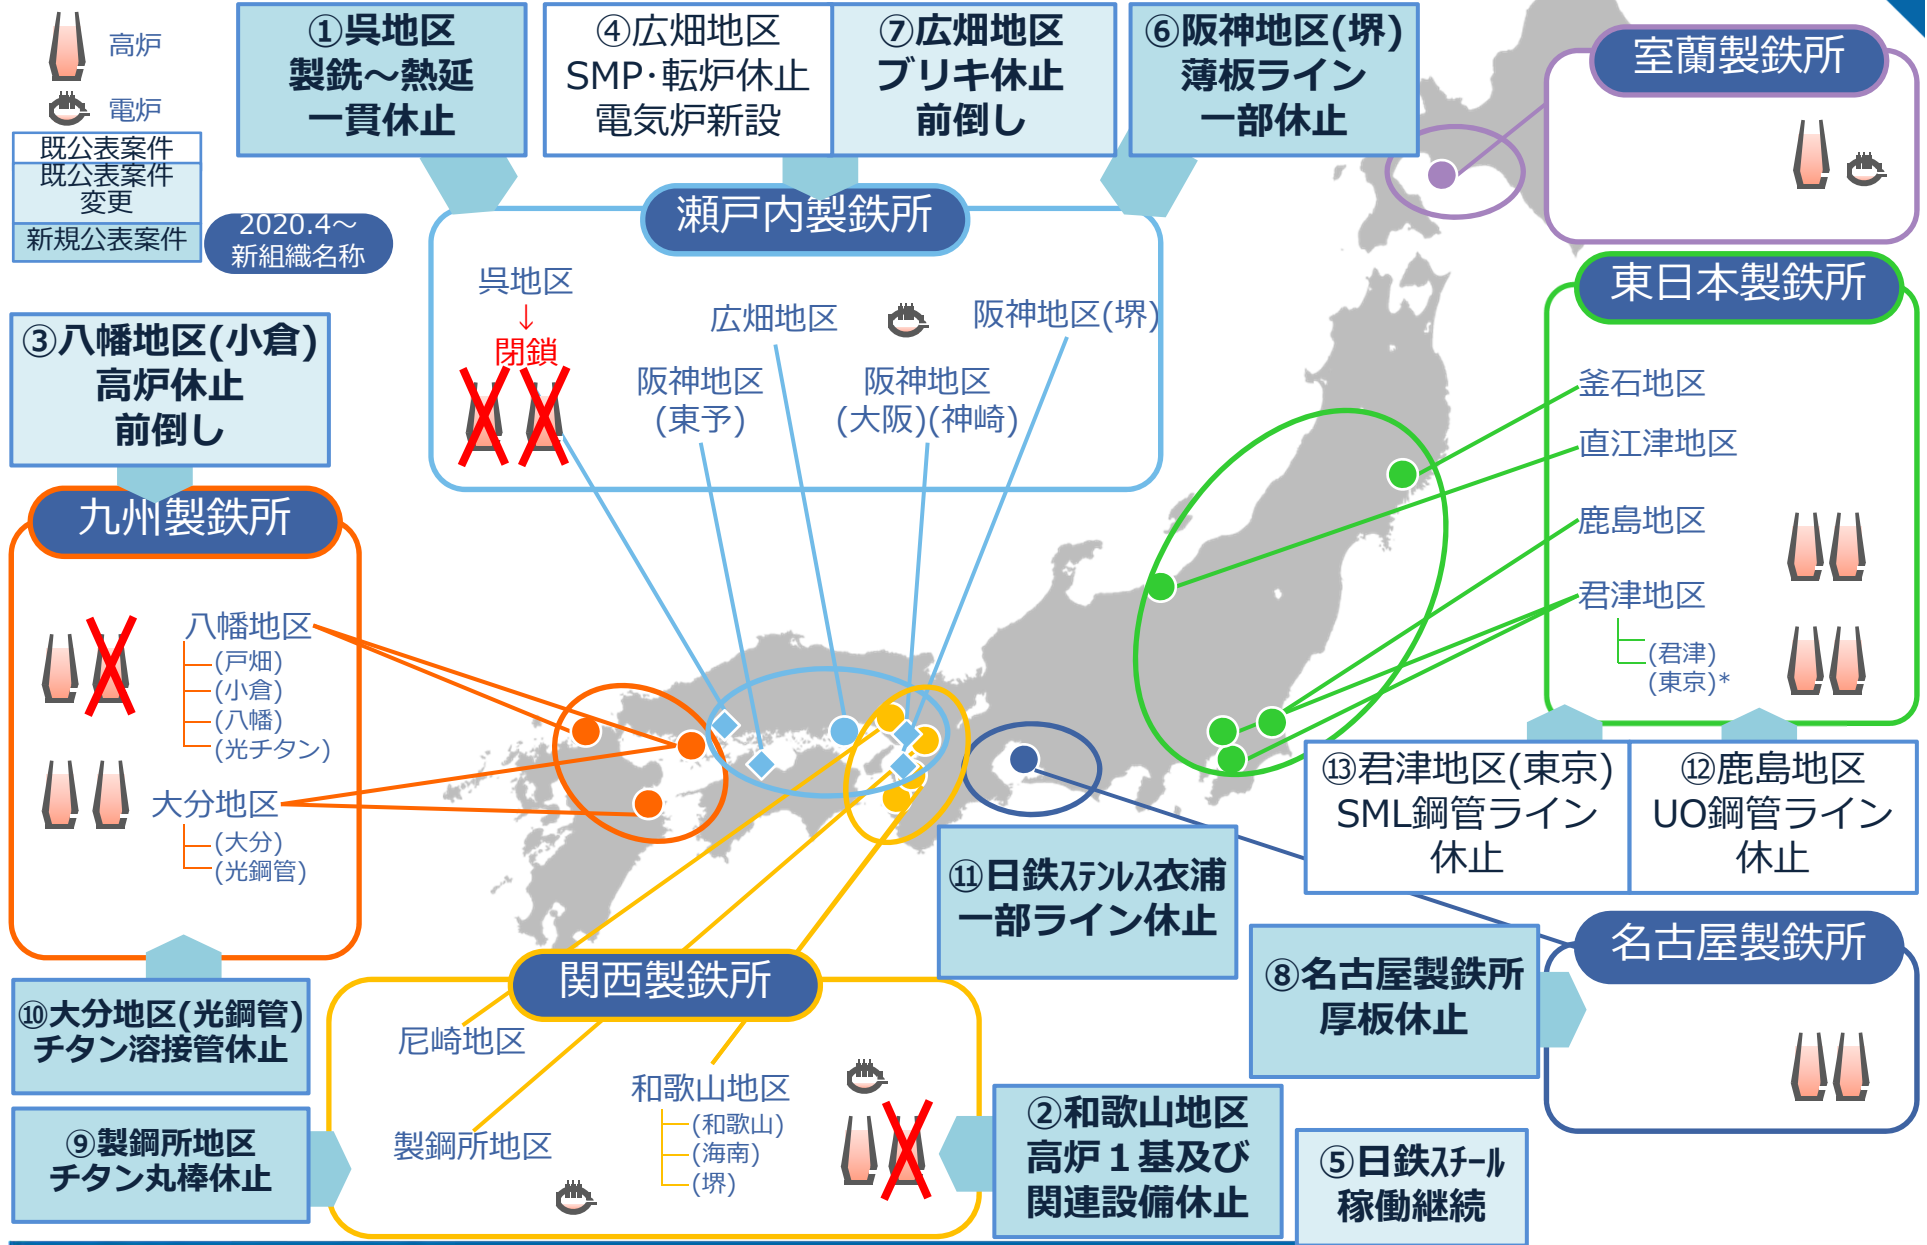 高炉
電炉
既公表案件
既公表案件
変更
新規公表案件
2020.4～
新組織名称
①呉地区
製銑～熱延
一貫休止
④広畑地区
SMP・転炉休止
電気炉新設
⑦広畑地区
ブリキ休止
前倒し
⑥阪神地区(堺)
薄板ライン
一部休止
室蘭製鉄所
瀬戸内製鉄所
呉地区
↓
閉鎖
広畑地区
阪神地区(堺)
阪神地区
(東予)
阪神地区
(大阪)(神崎)
東日本製鉄所
釜石地区
直江津地区
鹿島地区
君津地区
(君津)
(東京)*
③八幡地区(小倉)
高炉休止
前倒し
九州製鉄所
八幡地区
(戸畑)
(小倉)
(八幡)
(光チタン)
大分地区
(大分)
(光鋼管)
⑬君津地区(東京)
SML鋼管ライン
休止
⑫鹿島地区
UO鋼管ライン
休止
⑪日鉄ステンレス衣浦
一部ライン休止
⑧名古屋製鉄所
厚板休止
名古屋製鉄所
⑩大分地区(光鋼管)
チタン溶接管休止
⑨製鋼所地区
チタン丸棒休止
関西製鉄所
尼崎地区
製鋼所地区
和歌山地区
(和歌山)
(海南)
(堺)
②和歌山地区
高炉１基及び
関連設備休止
⑤日鉄スチール
稼働継続